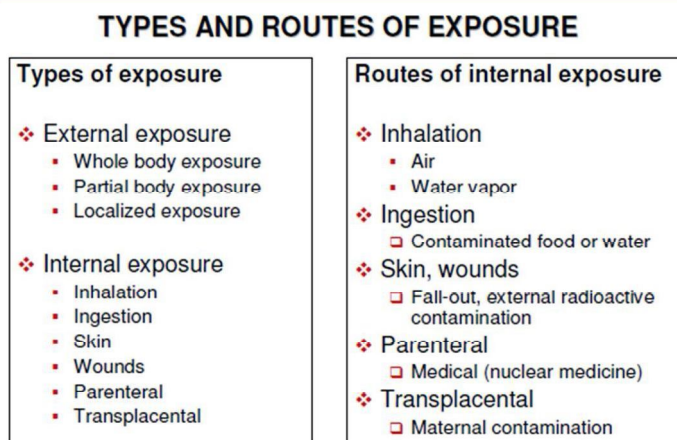 TYPES AND ROUTES OF EXPOSURE
Types of exposure
External exposure
Whole body exposure
Partial body exposure
Localized exposure
Internal exposure
Inhalation
Ingestion
Skin
Wounds
Parenteral
Transplacental
Routes of internal exposure
Inhalation
Air
Water vapor
Ingestion
Contaminated food or water
Skin, wounds
Fall-out, external radioactive
contamination
Parenteral
Medical (nuclear medicine)
Transplacental
Maternal contamination